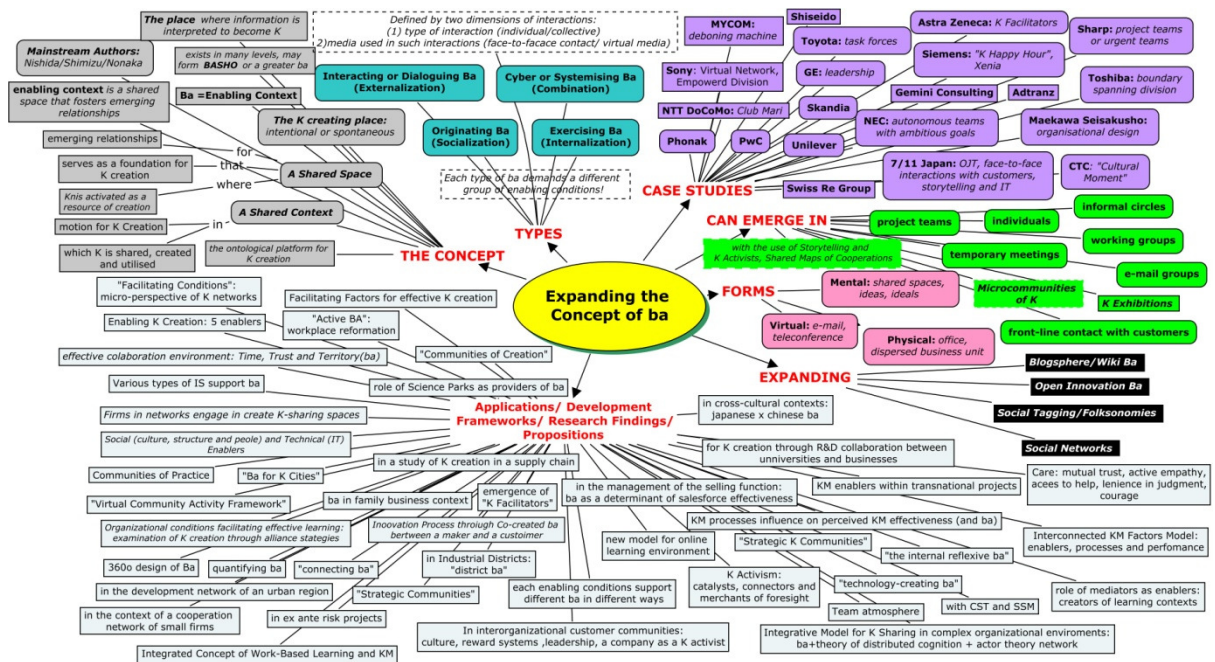 The place where information is
interpreted to become K
Mainstream Authors:
Nishida/Shimizu/Nonaka
exists in many levels, may
form BASHO or a greater ba
enabling context is a shared
space that fosters emerging
relationships
Ba =Enabling Context
The K creating place:
intentional or spontaneous
emerging relationships
for
serves as a foundation for
K creation
that
A Shared Space
where
Knis activated as a
resource of creation
A Shared Context
motion for K Creation
in
which K is shared, created
and utilised
the ontological platform for
K creation
THE CONCEPT
Defined by two dimensions of interactions:
(1) type of interaction (individual/collective)
2)media used in such interactions (face-to-facace contact/ virtual media)
Interacting or Dialoguing Ba
(Externalization)
Cyber or Systemising Ba
(Combination)
Originating Ba
(Socialization)
Exercising Ba
(Internalization)
Each type of ba demands a different
group of enabling conditions!
TYPES
MYCOM:
deboning machine
Shiseido
Astra Zeneca: K Facilitators
Toyota: task forces
Sharp: project teams
or urgent teams
Siemens: "K Happy Hour",
Xenia
Sony: Virtual Network,
Empowerd Division
GE: leadership
Toshiba: boundary
spanning division
Gemini Consulting
Adtranz
NTT DoCoMo: Club Mari
Skandia
NEC: autonomous teams
with ambitious goals
Maekawa Seisakusho:
organisational design
Phonak
PwC
Unilever
7/11 Japan: OJT, face-to-face
interactions with customers,
storytelling and IT
CTC: "Cultural
Moment"
Swiss Re Group
CASE STUDIES
CAN EMERGE IN
project teams
individuals
informal circles
working groups
with the use of Storytelling and
K Activists, Shared Maps of Cooperations
temporary meetings
e-mail groups
Microcommunities
of K
K Exhibitions
front-line contact with customers
Expanding the
Concept of ba
FORMS
Mental: shared spaces,
ideas, ideals
Virtual: e-mail,
teleconference
Physical: office,
dispersed business unit
EXPANDING
Blogsphere/Wiki Ba
Open Innovation Ba
Social Tagging/Folksonomies
Social Networks
"Facilitating Conditions":
micro-perspective of K networks
Facilitating Factors for effective K creation
Enabling K Creation: 5 enablers
"Active BA":
workplace reformation
effective colaboration environment: Time, Trust and Territory(ba)
"Communities of Creation"
Various types of IS support ba
role of Science Parks as providers of ba
Applications/ Development
Frameworks/ Research Findings/
Propositions
Firms in networks engage in create K-sharing spaces
Social (culture, structure and peole) and Technical (IT)
Enablers
in cross-cultural contexts:
japanese x chinese ba
for K creation through R&D collaboration between
unniversities and businesses
Communities of Practice
"Ba for K Cities"
in a study of K creation in a supply chain
Care: mutual trust, active empathy,
acees to help, lenience in judgment,
courage
KM enablers within transnational projects
"Virtual Community Activity Framework"
ba in family business context
emergence of
"K Facilitators"
in the management of the selling function:
ba as a determinant of salesforce effectiveness
Organizational conditions facilitating effective learning:
examination of K creation through alliance stategies
Inoovation Process through Co-created ba
bertween a maker and a custoimer
KM processes influence on perceived KM effectiveness (and ba)
new model for online
learning environment
"Strategic K Communities"
Interconnected KM Factors Model:
enablers, processes and perfomance
360o design of Ba
quantifying ba
"connecting ba"
in Industrial Districts:
"district ba"
"the internal reflexive ba"
in the development network of an urban region
"Strategic Communities"
each enabling conditions support
different ba in different ways
K Activism:
catalysts, connectors and
merchants of foresight
"technology-creating ba"
role of mediators as enablers:
creators of learning contexts
in the context of a cooperation
network of small firms
in ex ante risk projects
Team atmosphere
with CST and SSM
In interorganizational customer communities:
culture, reward systems ,leadership, a company as a K activist
Integrative Model for K Sharing in complex organizational enviroments:
ba+theory of distributed cognition + actor theory network
Integrated Concept of Work-Based Learning and KM